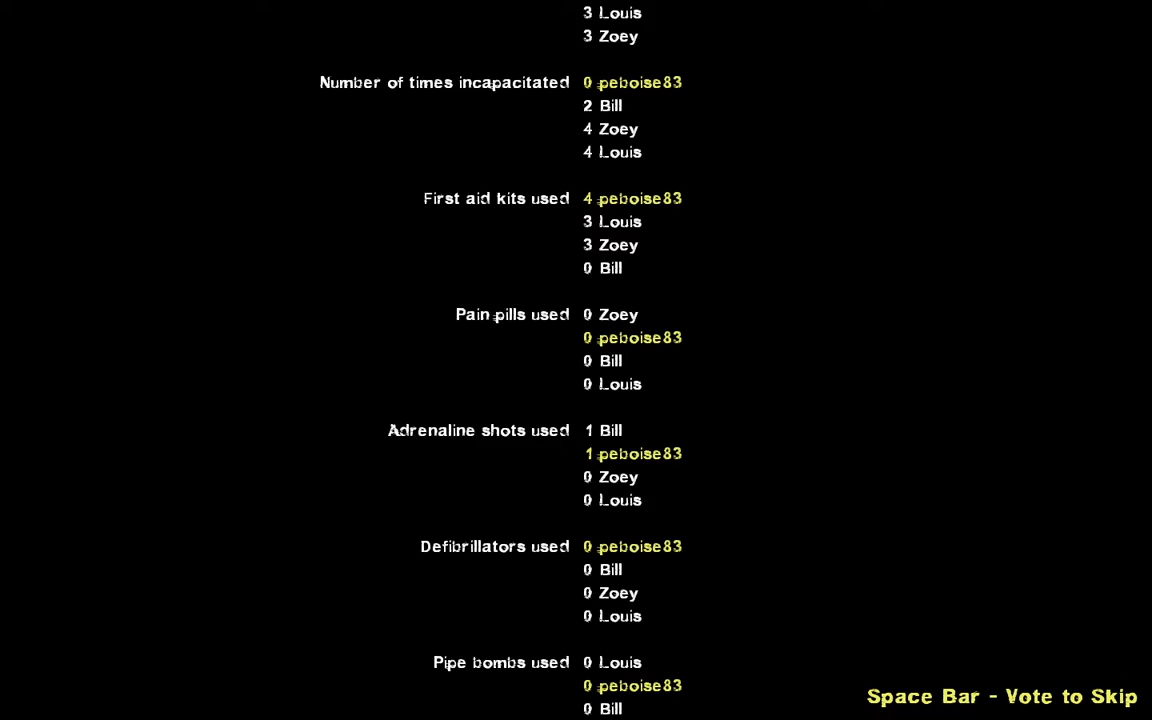 3 Louis
3 Zoey
Number of times incapacitated 0 peboise83
2 Bill
4 Zoey
4 Louis
First aid kits used 4 peboise83
3 Louis
3 Zoey
0 Bill
Pain pills used 0 Zoey
0 peboise83
0 Bill
0 Louis
Adrenaline shots used 1 Bill
1 peboise83
0 Zoey
0 Louis
Defibrillators used 0 peboise83
0 Bill
0 Zoey
0 Louis
Pipe bombs used 0 Louis
0 peboise83
0 Bill
Space Bar - Vote to Skip